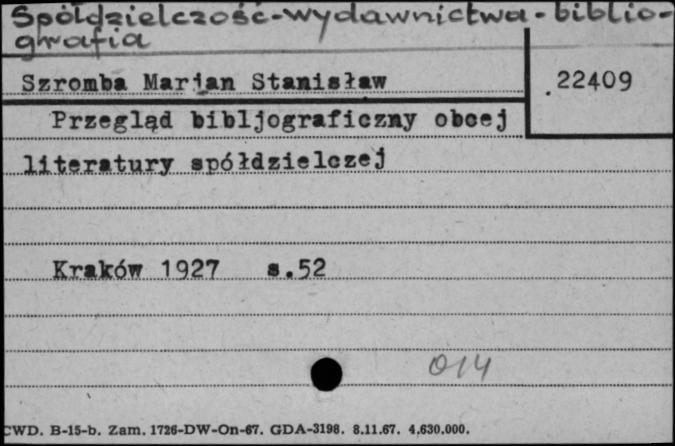 Spółdzielczość-wydawnictwa-biblio-
grafia
Szromba Marjan Stanisław
.22409
Przegląd bibljograficzny obcej
literatury spółdzielczej
Kraków 1927 s.52
014
CWD. B-15-b. Zam. 1726-DW-On-67. GDA-3198. 8.11.67. 4.630.000.